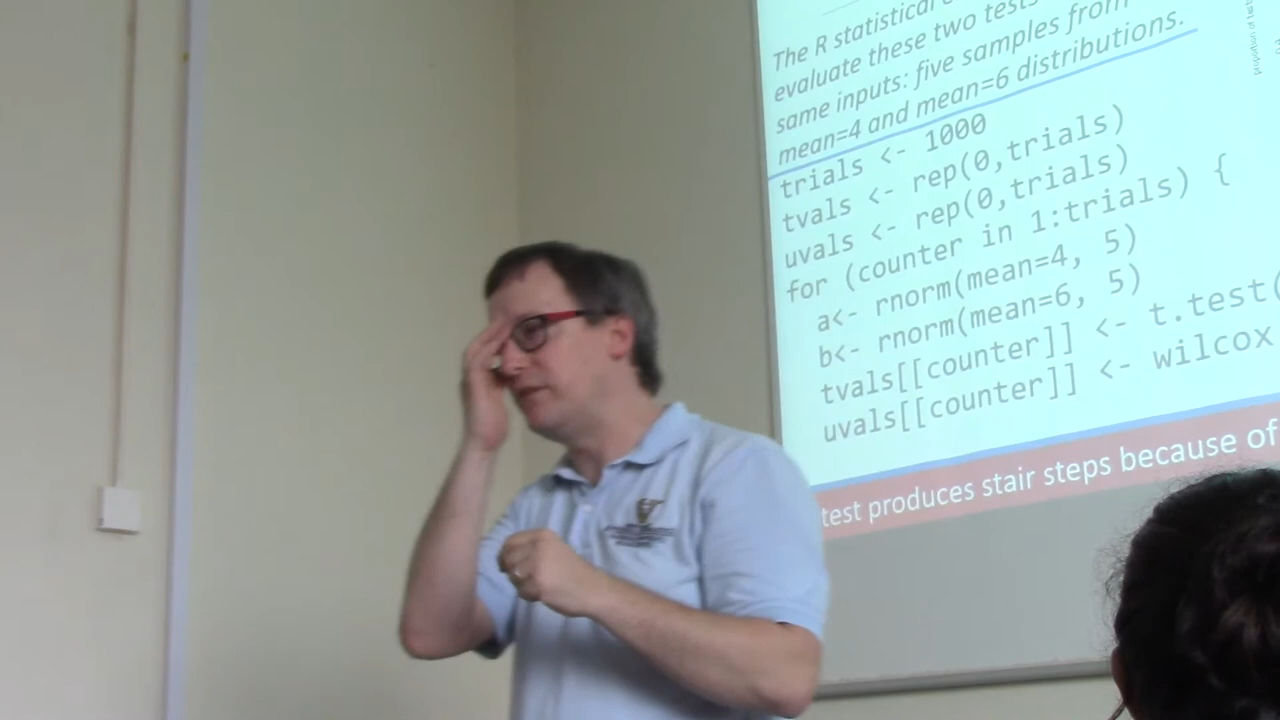 The R statistical
evaluate these two tests
same inputs: five samples from
mean=4 and mean=6 distributions.
trials <- 1000
tvals <- rep(0,trials)
uvals <- rep(0,trials)
for (counter in 1:trials) {
a<- rnorm(mean=4, 5)
b<- rnorm(mean=6, 5)
tvals[[counter]] <- t.test(
uvals[[counter]] <- wilcox
test produces stair steps because of
proportion of